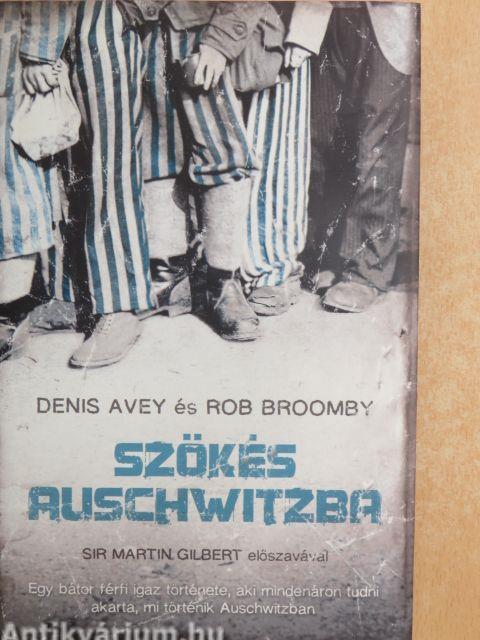 DENIS AVEY és ROB BROOMBY
SZÖKÉS
AUSCHWITZBA
SIR MARTIN GILBERT előszavával
Egy bátor férfi igaz története, aki mindenáron tudni
akarta, mi történik Auschwitzban
Antikvárium.hu